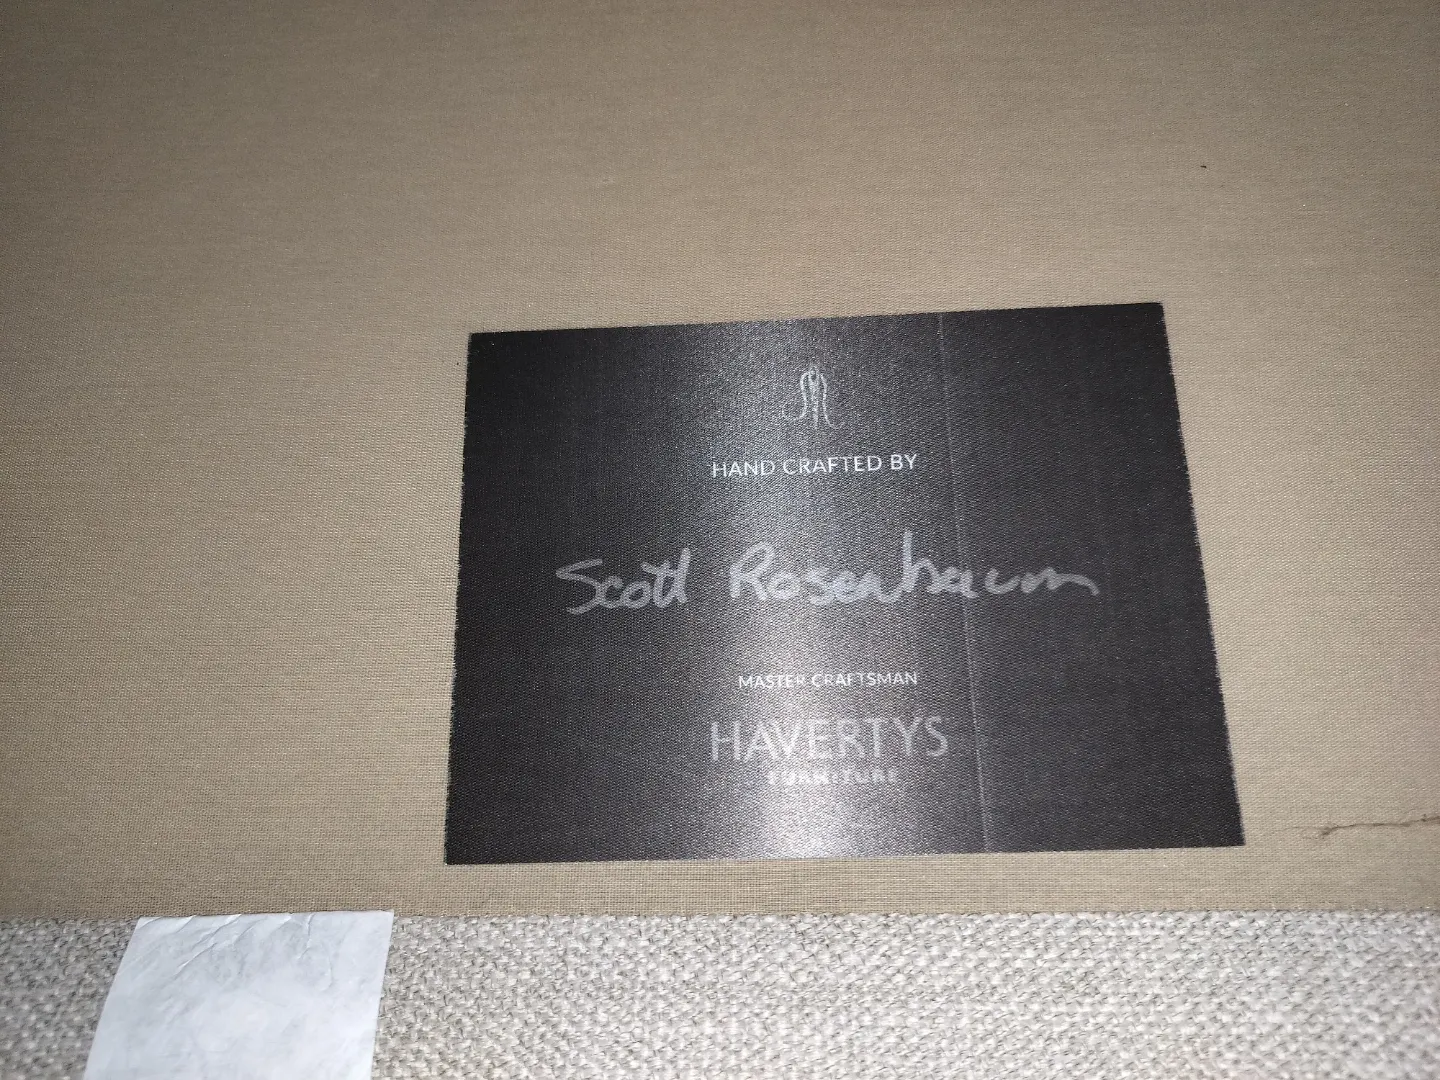 HAND CRAFTED BY
Scott Rosenbaum
MASTER CRAFTSMAN
HAVERTYS
FURNITURE